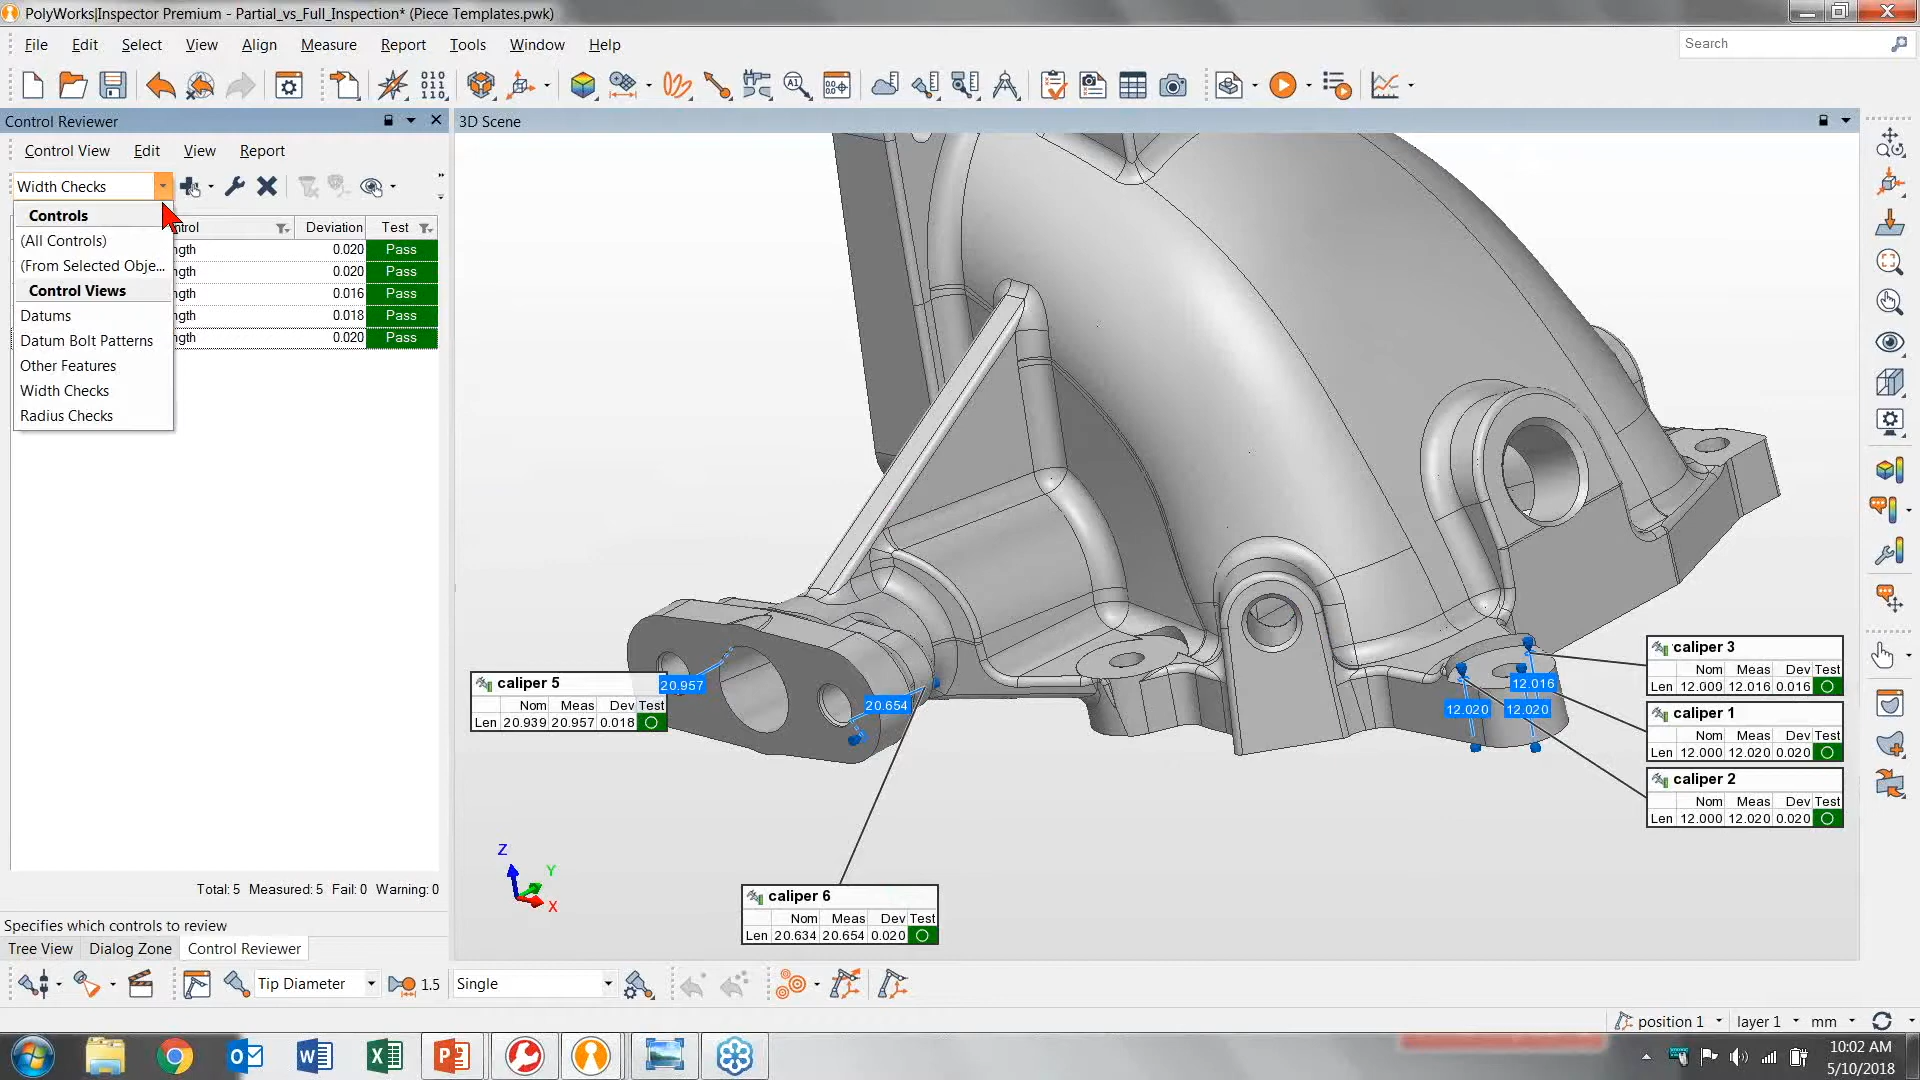 PolyWorks|Inspector Premium - Partial_vs_Full_Inspection* (Piece Templates.pwk)
File Edit Select View Align Measure Report Tools Window Help
Search
Control Reviewer
3D Scene
Control View Edit View Report
Width Checks
Controls
(All Controls)
(From Selected Obje...
Control Views
Datums
Datum Bolt Patterns
Other Features
Width Checks
Radius Checks
ntrol Deviation Test
ngth 0.020 Pass
ngth 0.020 Pass
ngth 0.016 Pass
ngth 0.018 Pass
ngth 0.020 Pass
caliper 5
Nom Meas Dev Test
Len 20.939 20.957 0.018
20.957
20.654
12.016
12.020 12.020
caliper 3
Nom Meas Dev Test
Len 12.000 12.016 0.016
caliper 1
Nom Meas Dev Test
Len 12.000 12.020 0.020
caliper 2
Nom Meas Dev Test
Len 12.000 12.020 0.020
caliper 6
Nom Meas Dev Test
Len 20.634 20.654 0.020
Z
Y
X
Total: 5 Measured: 5 Fail: 0 Warning: 0
Specifies which controls to review
Tree View Dialog Zone Control Reviewer
Tip Diameter 1.5 Single
position 1 layer 1 mm
10:02 AM
5/10/2018